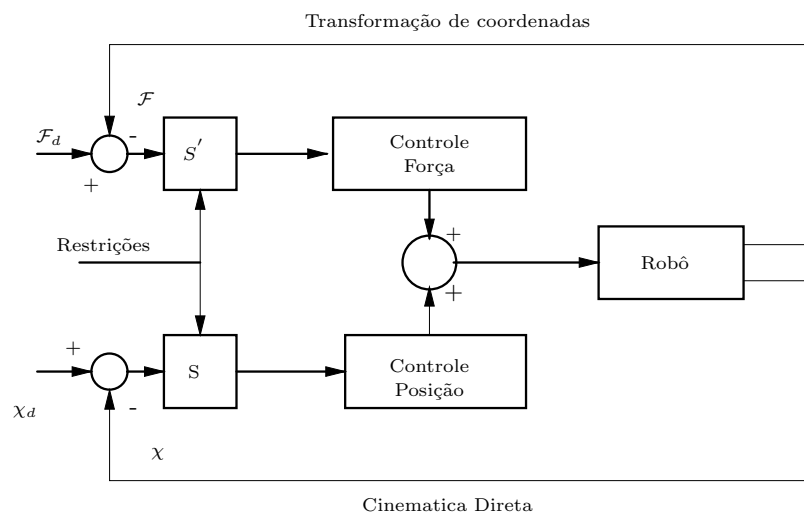 Transformação de coordenadas
ℱ
ℱ_d
-
+
S′
Controle
Força
+
Restrições
Robô
+
+
S
Controle
Posição
χ_d
-
χ
Cinematica Direta